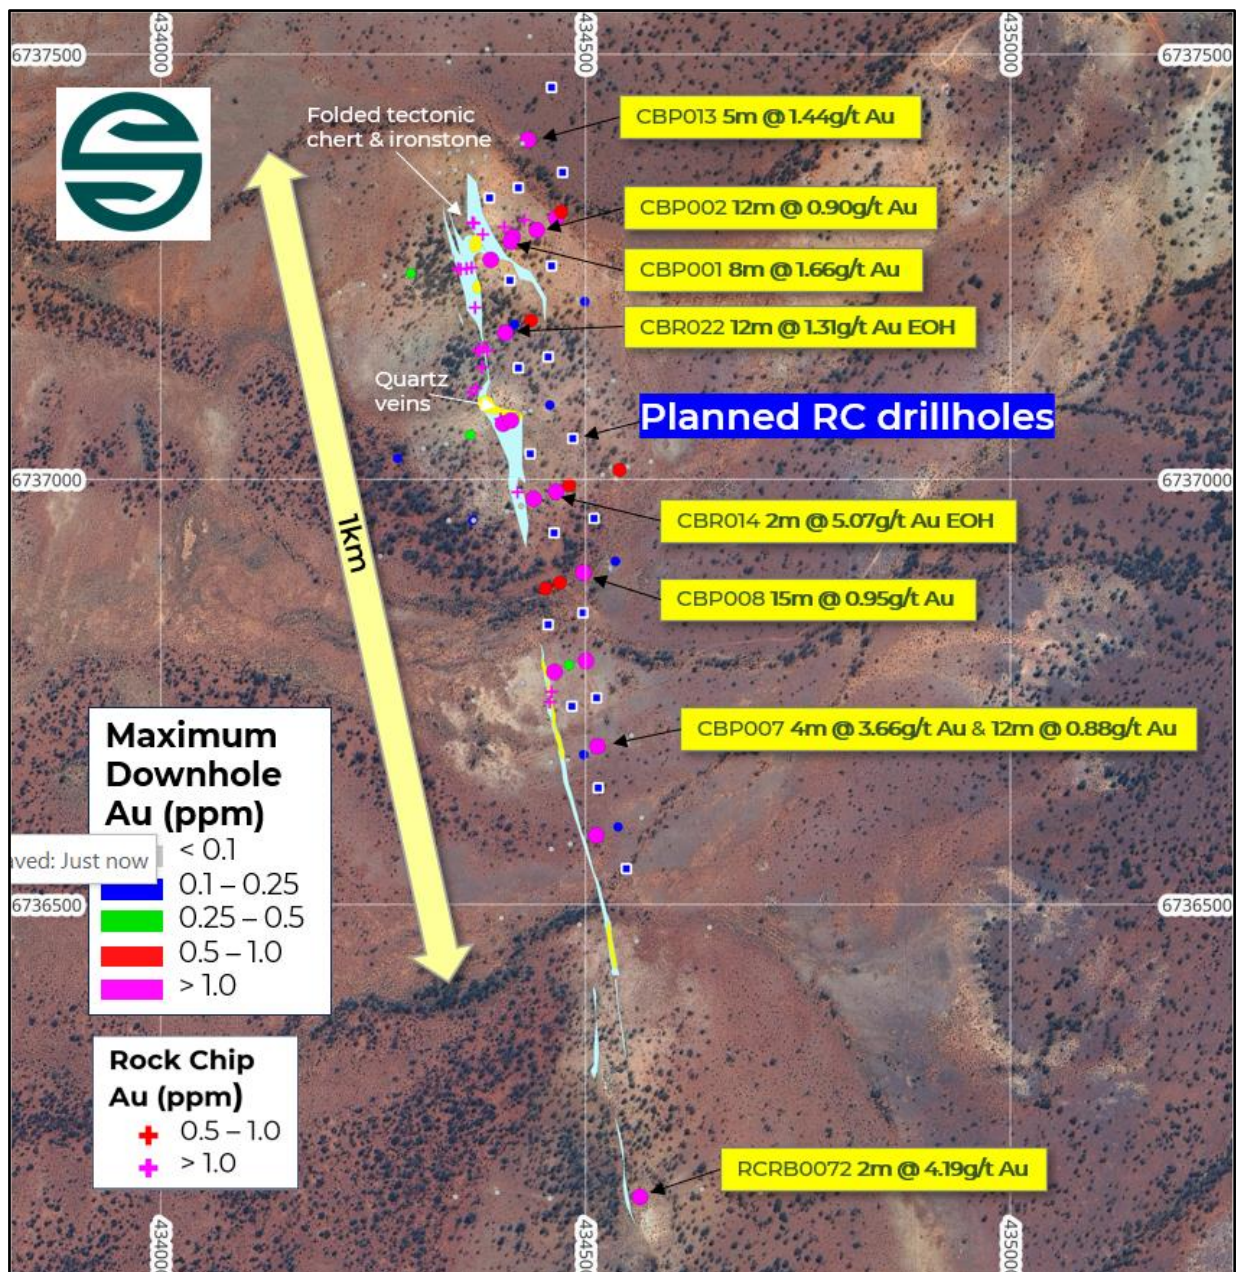 434000
434500
435000
6737500
6737500
Folded tectonic
chert & ironstone
CBP013 5m @ 1.44g/t Au
CBP002 12m @ 0.90g/t Au
CBP001 8m @ 1.66g/t Au
CBR022 12m @ 1.31g/t Au EOH
Quartz
veins
Planned RC drillholes
6737000
6737000
CBR014 2m @ 5.07g/t Au EOH
1km
CBP008 15m @ 0.95g/t Au
CBP007 4m @ 3.66g/t Au & 12m @ 0.88g/t Au
Maximum
Downhole
Au (ppm)
< 0.1
aved: Just now
0.1 – 0.25
0.25 – 0.5
0.5 – 1.0
> 1.0
6736500
6736500
Rock Chip
Au (ppm)
0.5 – 1.0
> 1.0
RCRB0072 2m @ 4.19g/t Au
434000
434500
435000